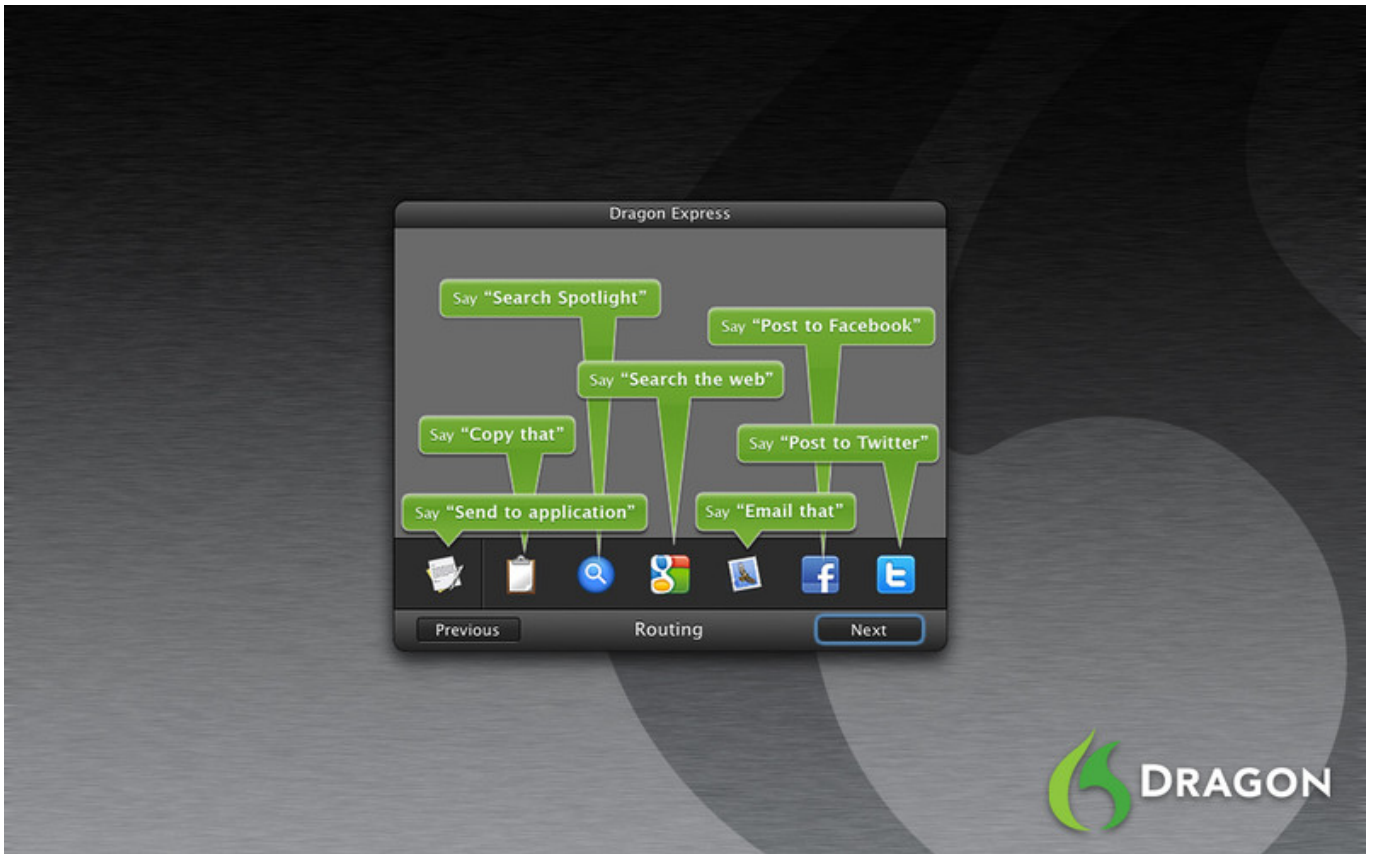 Dragon Express
Say “Search Spotlight”
Say “Post to Facebook”
Say “Search the web”
Say “Copy that”
Say “Post to Twitter”
Say “Send to application”
Say “Email that”
Previous
Routing
Next
DRAGON